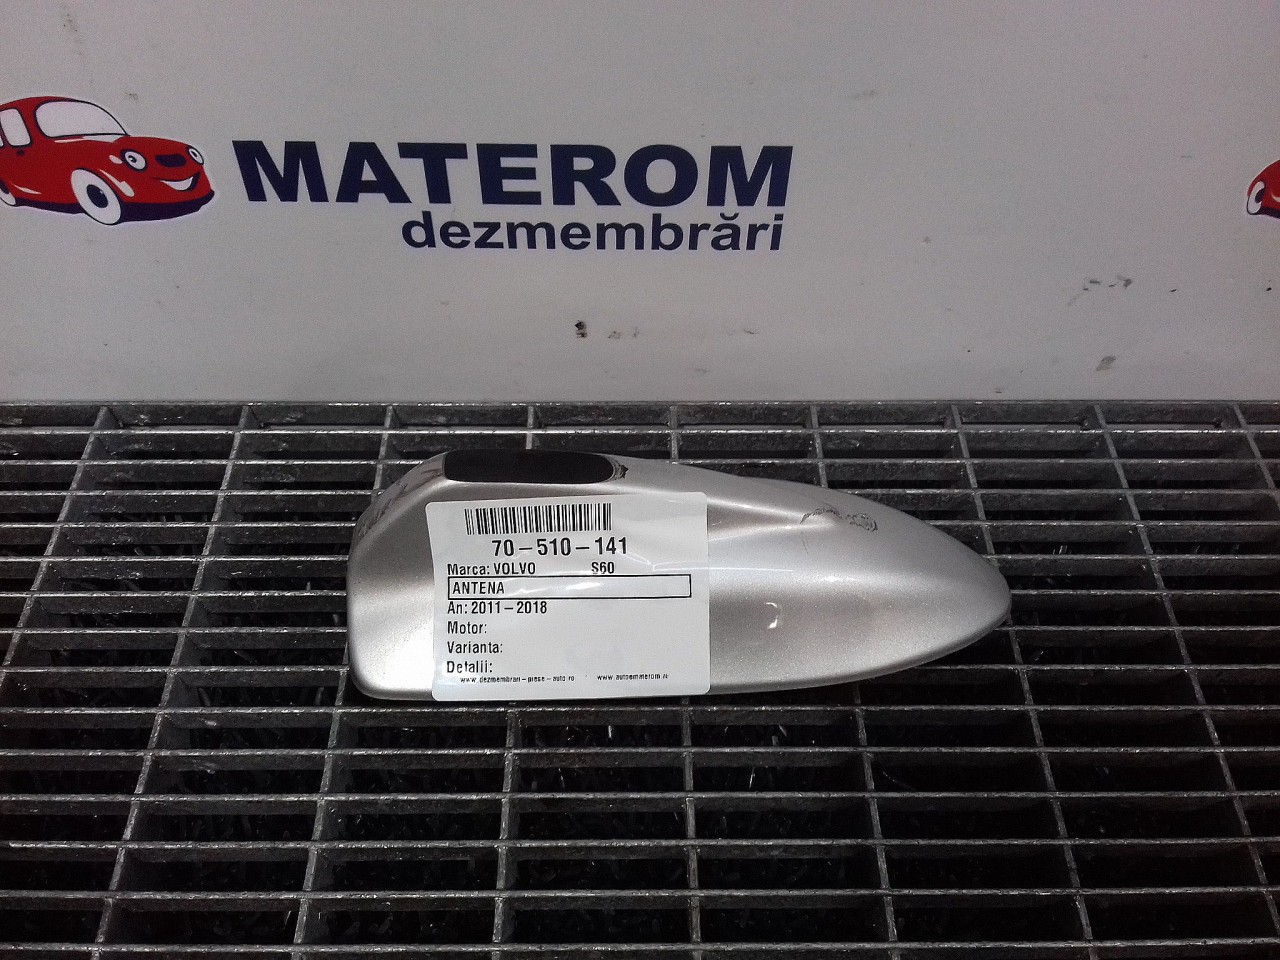 MATEROM
dezmembrări
70-510-141
Marca: VOLVO S60
ANTENA
An: 2011-2018
Motor:
Varianta:
Detalii:
www.dezmembrari-piese-auto.ro www.autoematerom.ro